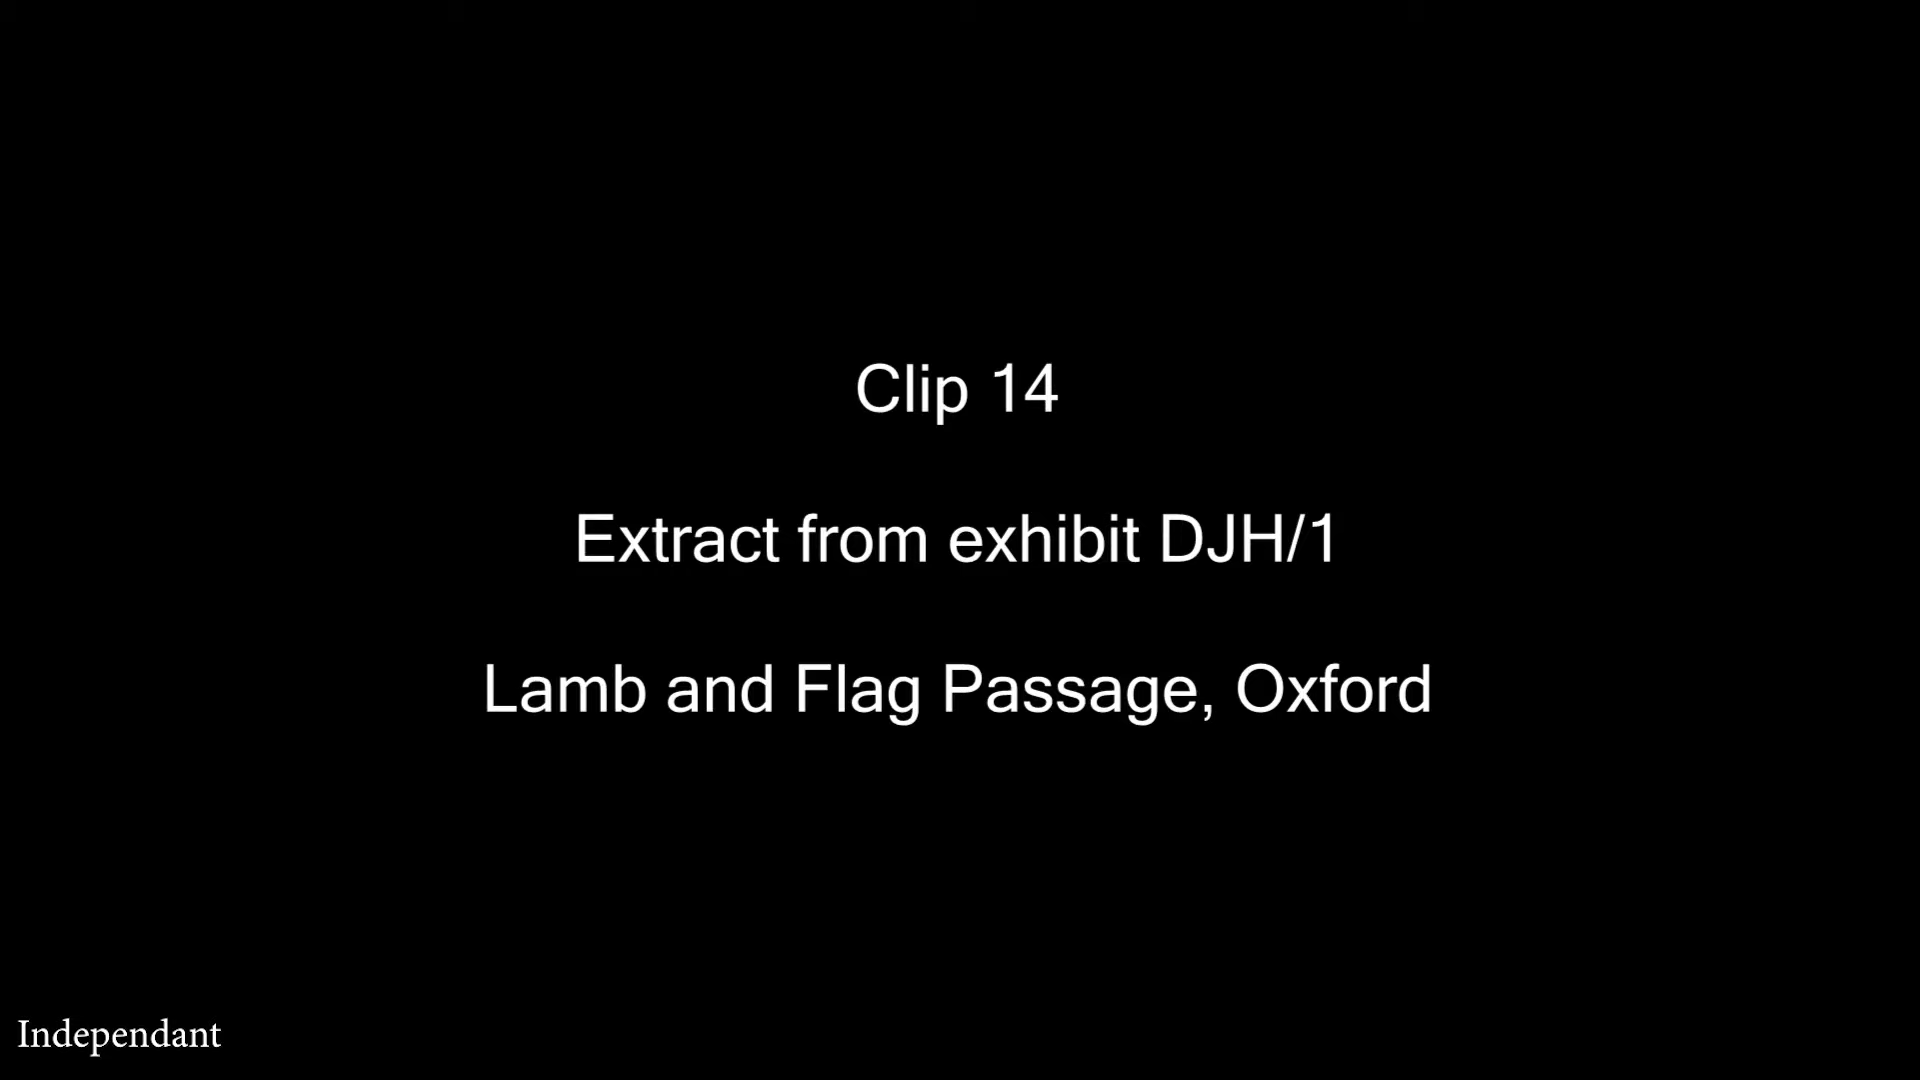 Clip 14
Extract from exhibit DJH/1
Lamb and Flag Passage, Oxford
Independant